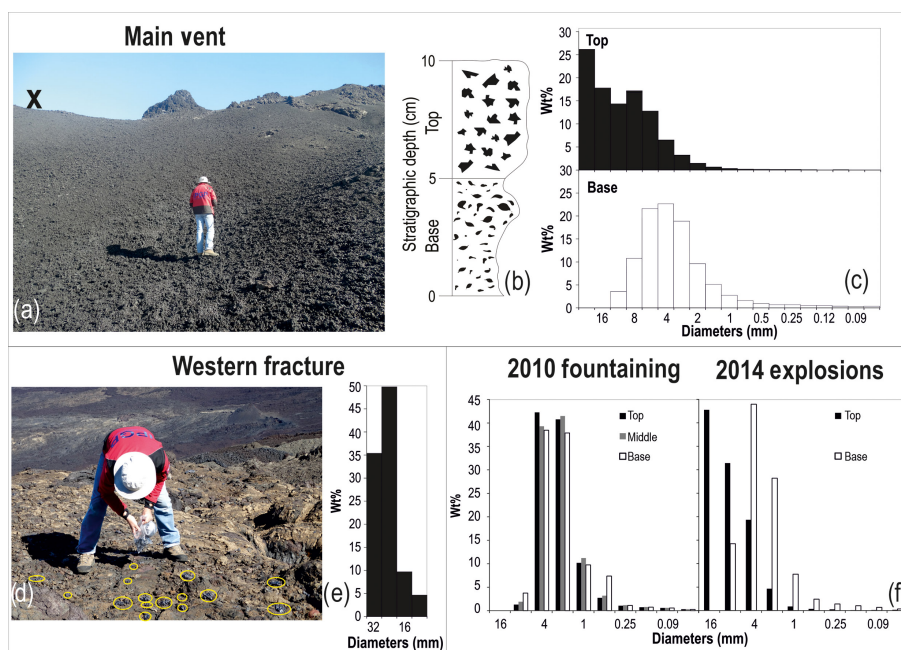 Main vent
X
(a)
Stratigraphic depth (cm)
Base Top
10
5
0
(b)
Top
Wt%
30
25
20
15
10
5
30
Base
Wt%
25
20
15
10
5
0
16 8 4 2 1 0.5 0.25 0.12 0.09
Diameters (mm)
(c)
Western fracture
(d)
(e)
Wt%
50
45
40
35
30
25
20
15
10
5
0
32 16
Diameters (mm)
2010 fountaining
2014 explosions
Wt%
45
40
35
30
25
20
15
10
5
0
Top
Middle
Base
Top
Base
16 4 1 0.25 0.09
16 4 1 0.25 0.09
Diameters (mm)
(f)